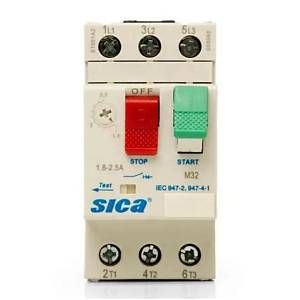 1L1 3L2 5L3
OFF
STOP START
1.6-2.5A
M32
Test
IEC 947-2, 947-4-1
sica
2T1 4T2 6T3